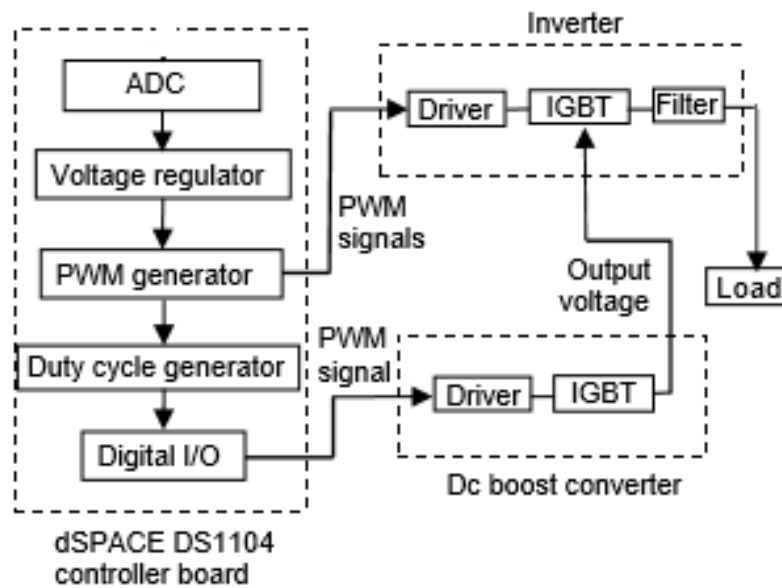 Inverter
ADC
Driver
IGBT
Filter
Voltage regulator
PWM
signals
PWM generator
Output
voltage
Load
PWM
signal
Duty cycle generator
Driver
IGBT
Digital I/O
Dc boost converter
dSPACE DS1104
controller board